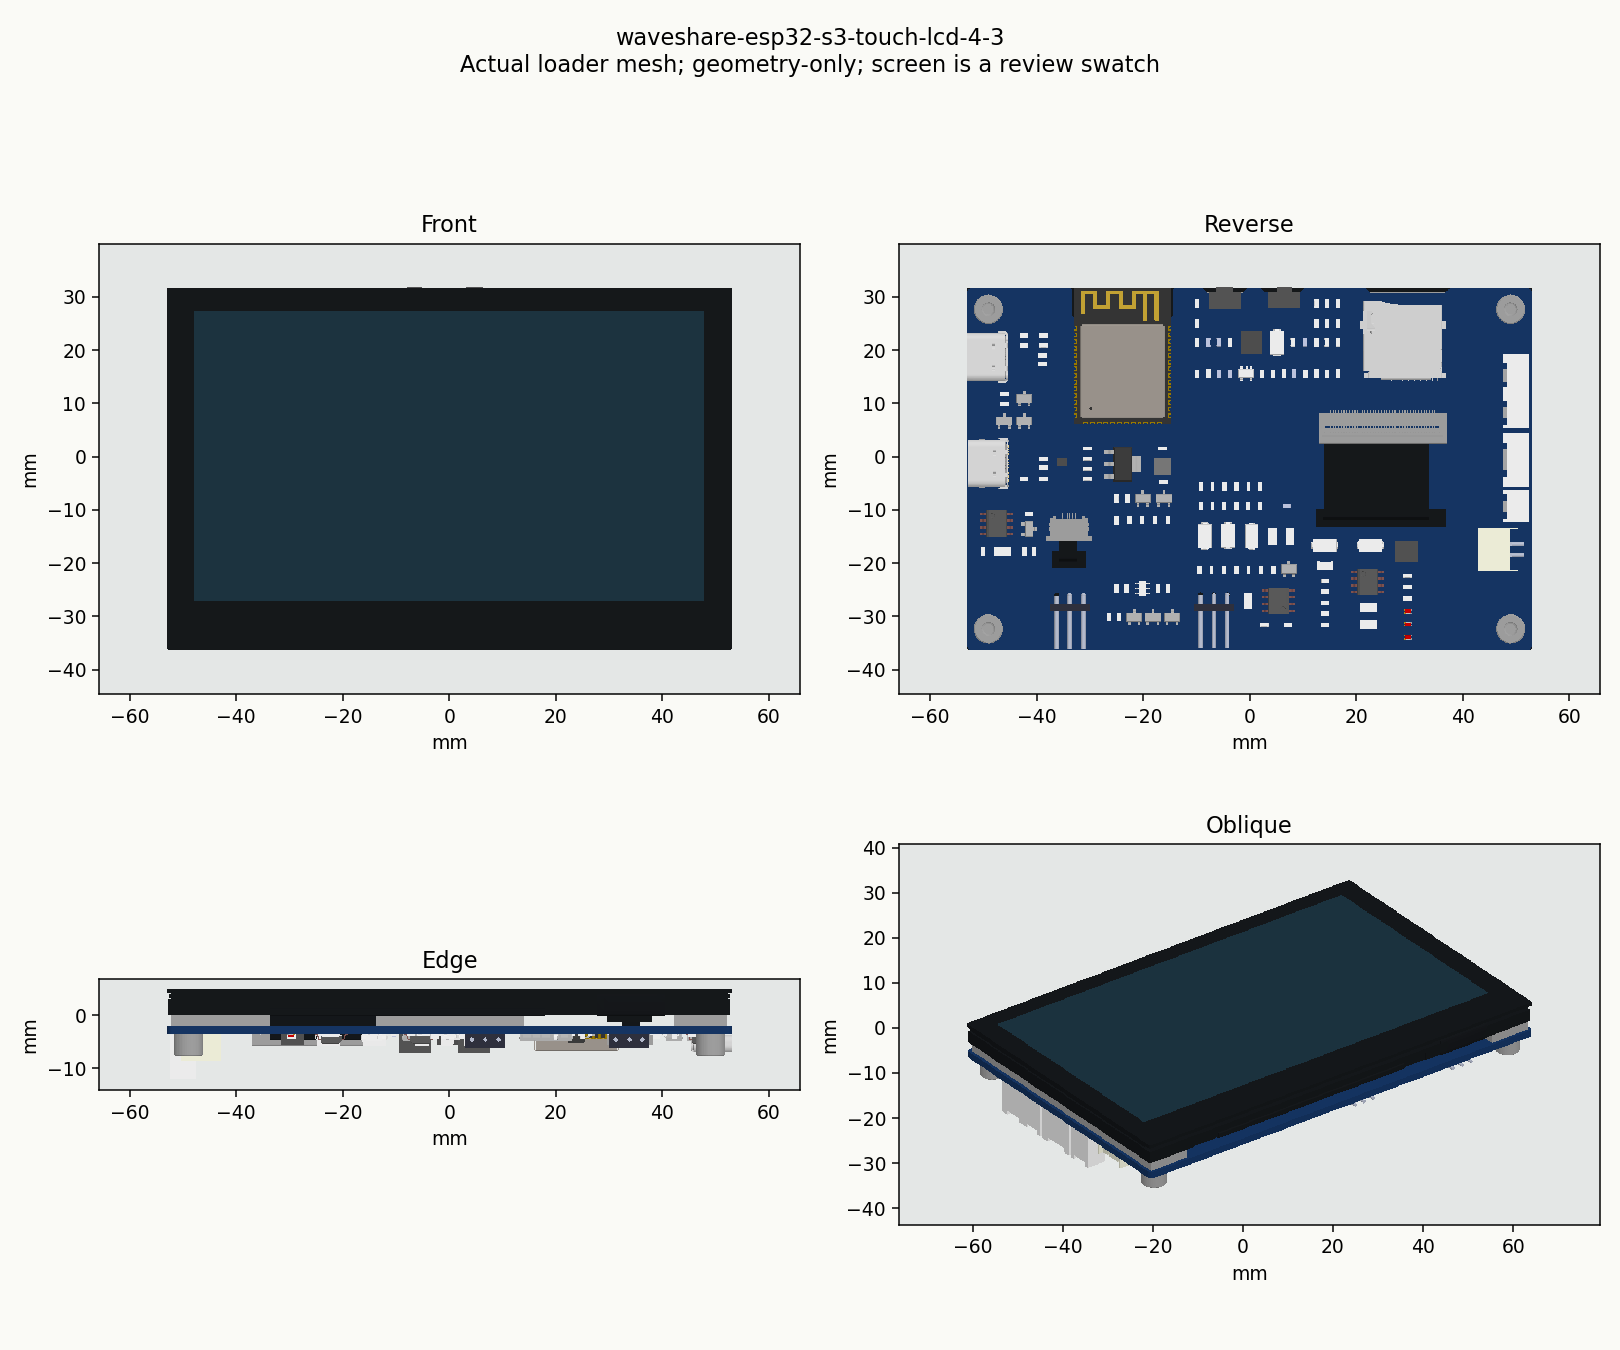 waveshare-esp32-s3-touch-lcd-4-3
Actual loader mesh; geometry-only; screen is a review swatch
Front
30
20
10
0
−10
−20
−30
−40
mm
−60 −40 −20 0 20 40 60
mm
Reverse
30
20
10
0
−10
−20
−30
−40
mm
−60 −40 −20 0 20 40 60
mm
Edge
0
−10
mm
−60 −40 −20 0 20 40 60
mm
Oblique
40
30
20
10
0
−10
−20
−30
−40
mm
−60 −40 −20 0 20 40 60
mm